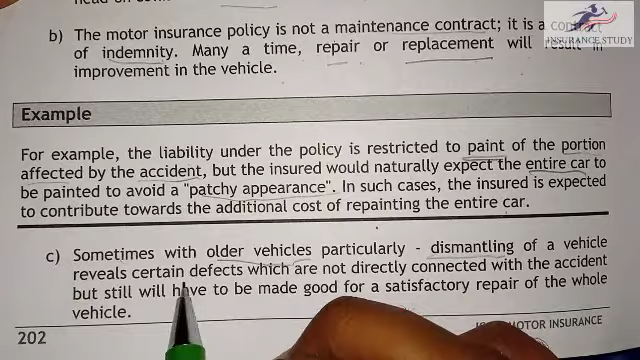 b) The motor insurance policy is not a maintenance contract; it is a contract
of indemnity. Many a time, repair or replacement will result in
improvement in the vehicle.
INSURANCE STUDY
Example
For example, the liability under the policy is restricted to paint of the portion
affected by the accident, but the insured would naturally expect the entire car to
be painted to avoid a "patchy appearance". In such cases, the insured is expected
to contribute towards the additional cost of repainting the entire car.
c) Sometimes with older vehicles particularly - dismantling of a vehicle
reveals certain defects which are not directly connected with the accident
but still will have to be made good for a satisfactory repair of the whole
vehicle.
202
MOTOR INSURANCE